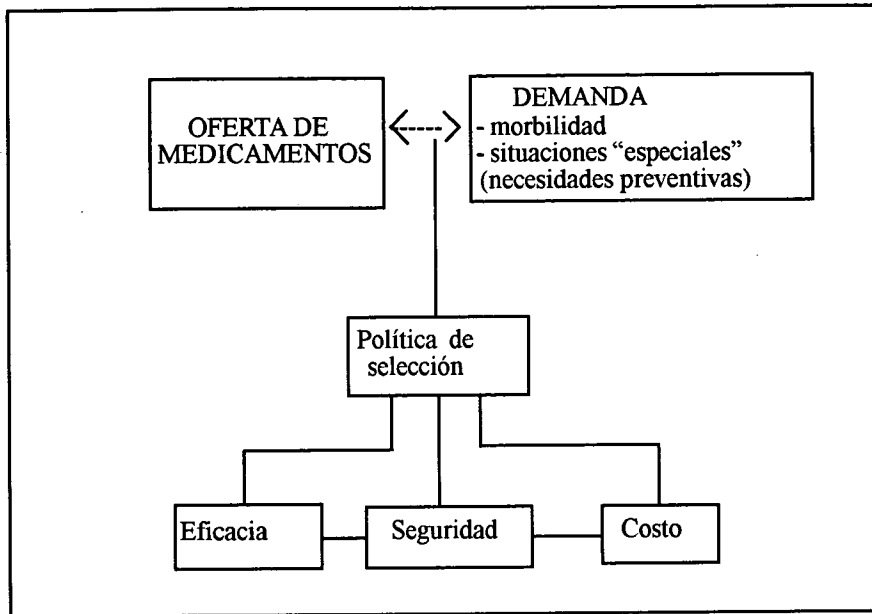 OFERTA DE
MEDICAMENTOS
DEMANDA
- morbilidad
- situaciones “especiales”
(necesidades preventivas)
Política de
selección
Eficacia
Seguridad
Costo